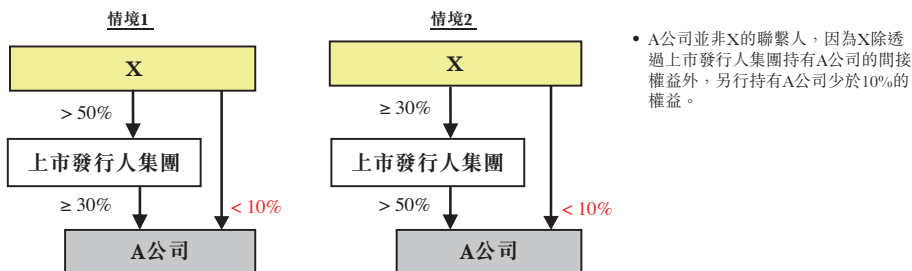 情境1
X
> 50%
上市發行人集團
≥ 30%
< 10%
A公司
情境2
X
≥ 30%
上市發行人集團
> 50%
< 10%
A公司
• A公司並非X的聯繫人，因為X除透
過上市發行人集團持有A公司的間接
權益外，另行持有A公司少於10%的
權益。